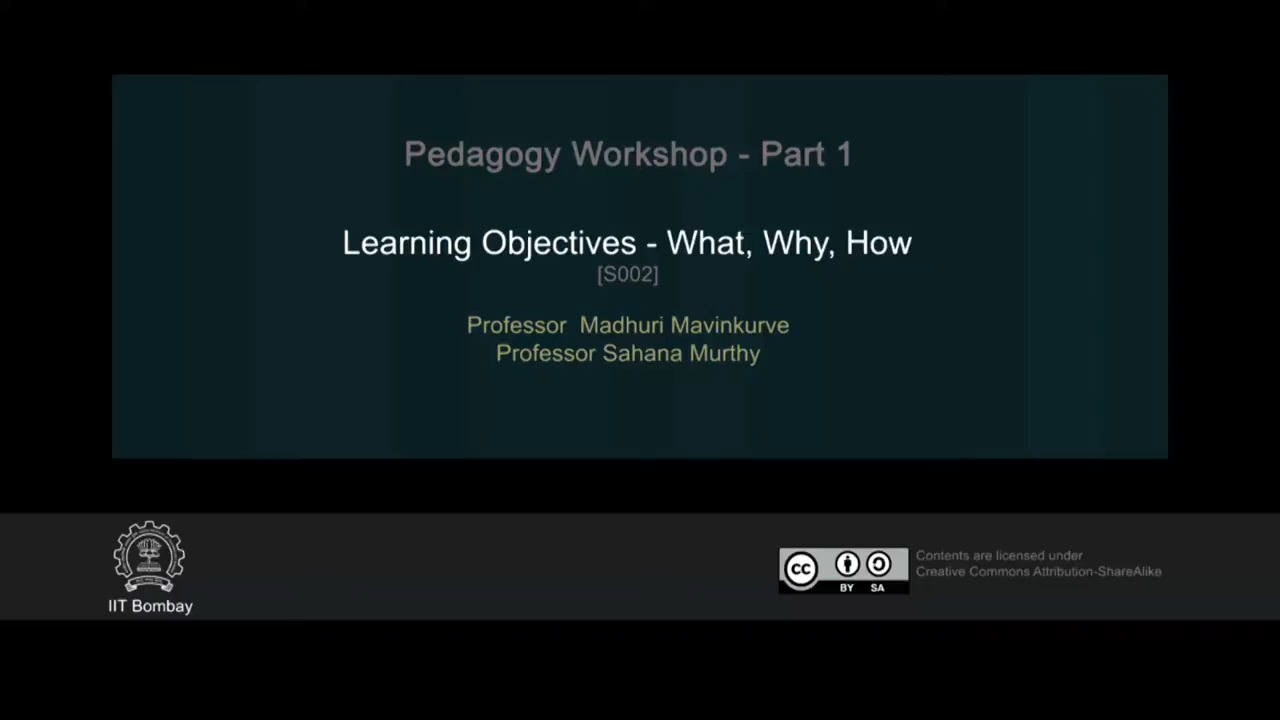 Pedagogy Workshop - Part 1
Learning Objectives - What, Why, How
[S002]
Professor Madhuri Mavinkurve
Professor Sahana Murthy
IIT Bombay
cc
BY SA
Contents are licensed under
Creative Commons Attribution-ShareAlike